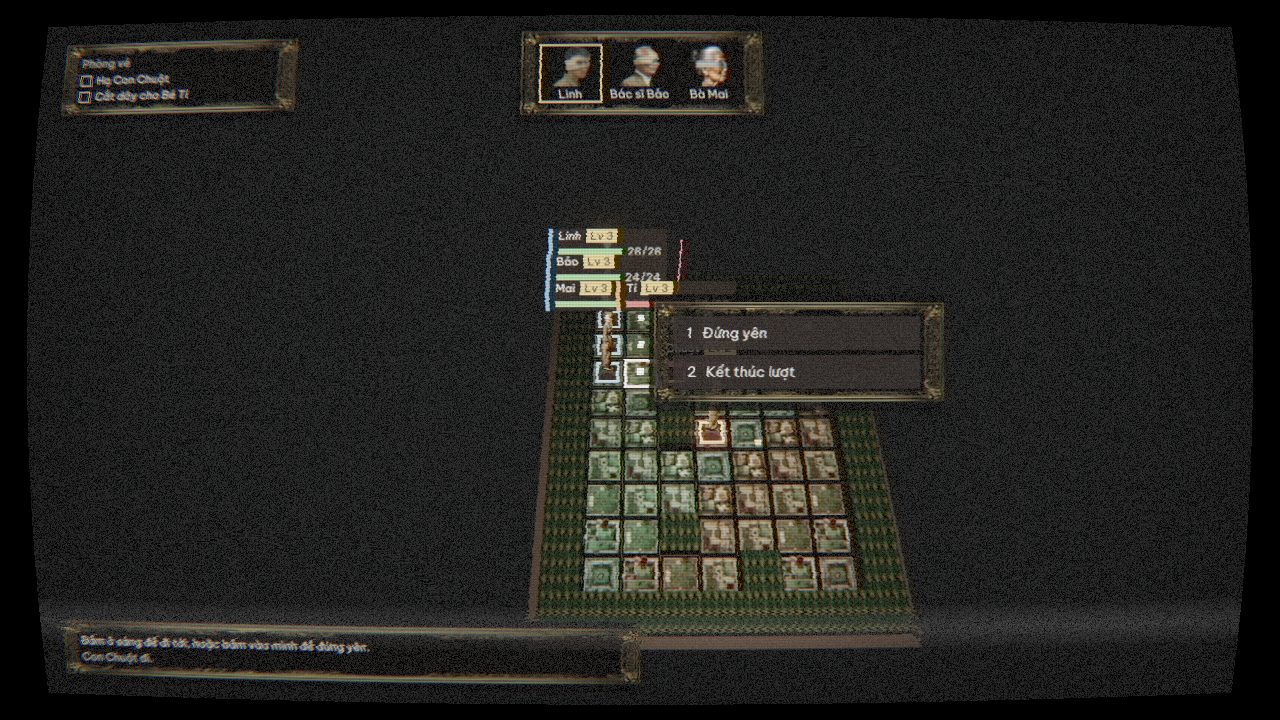 Phòng vé
Hạ Con Chuột
Cắt dây cho Bé Tí
Linh
Bác sĩ Bảo
Bà Mai
Linh Lv 3
26/26
Bảo Lv 3
24/24
Mai Lv 3
Tí Lv 3
1 Đứng yên
2 Kết thúc lượt
Bấm ô sáng để đi tới, hoặc bấm vào mình để đứng yên.
Con Chuột đi.